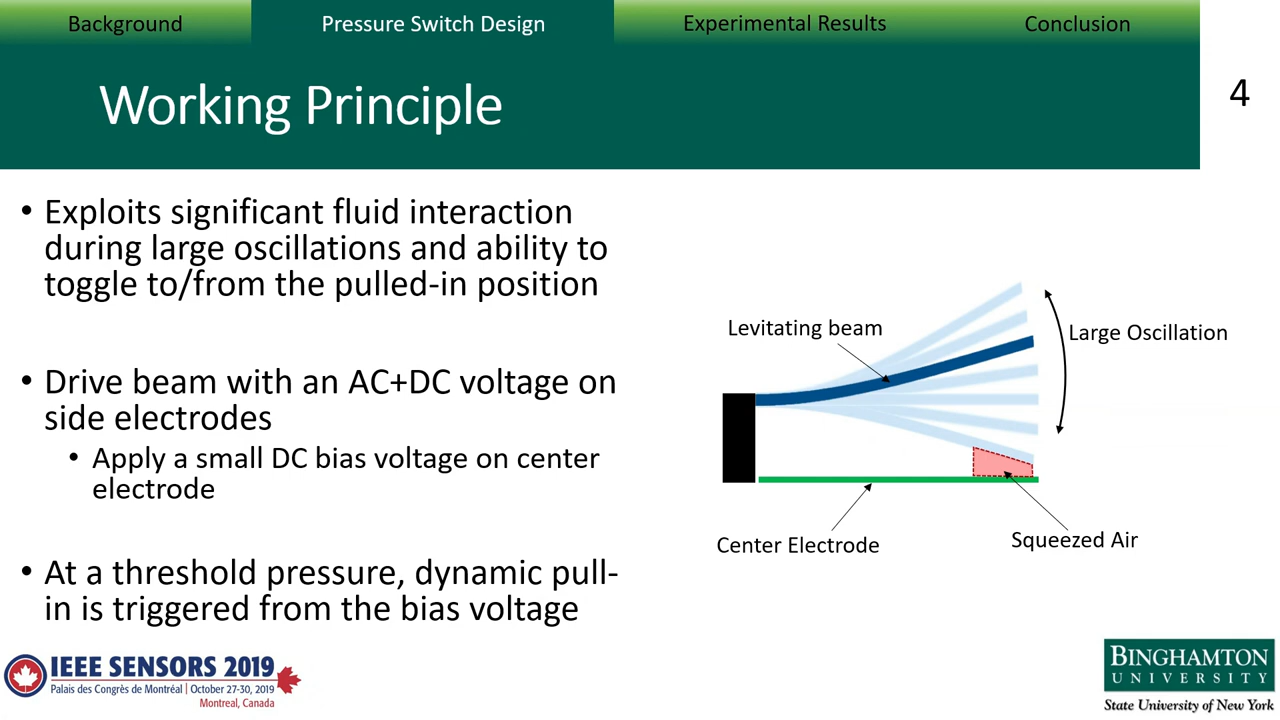 Background
Pressure Switch Design
Experimental Results
Conclusion
Working Principle
4
• Exploits significant fluid interaction
during large oscillations and ability to
toggle to/from the pulled-in position
• Drive beam with an AC+DC voltage on
side electrodes
• Apply a small DC bias voltage on center
electrode
• At a threshold pressure, dynamic pull-
in is triggered from the bias voltage
Levitating beam
Large Oscillation
Center Electrode
Squeezed Air
IEEE SENSORS 2019
Palais des Congrès de Montréal | October 27-30, 2019
Montreal, Canada
BINGHAMTON
UNIVERSITY
State University of New York